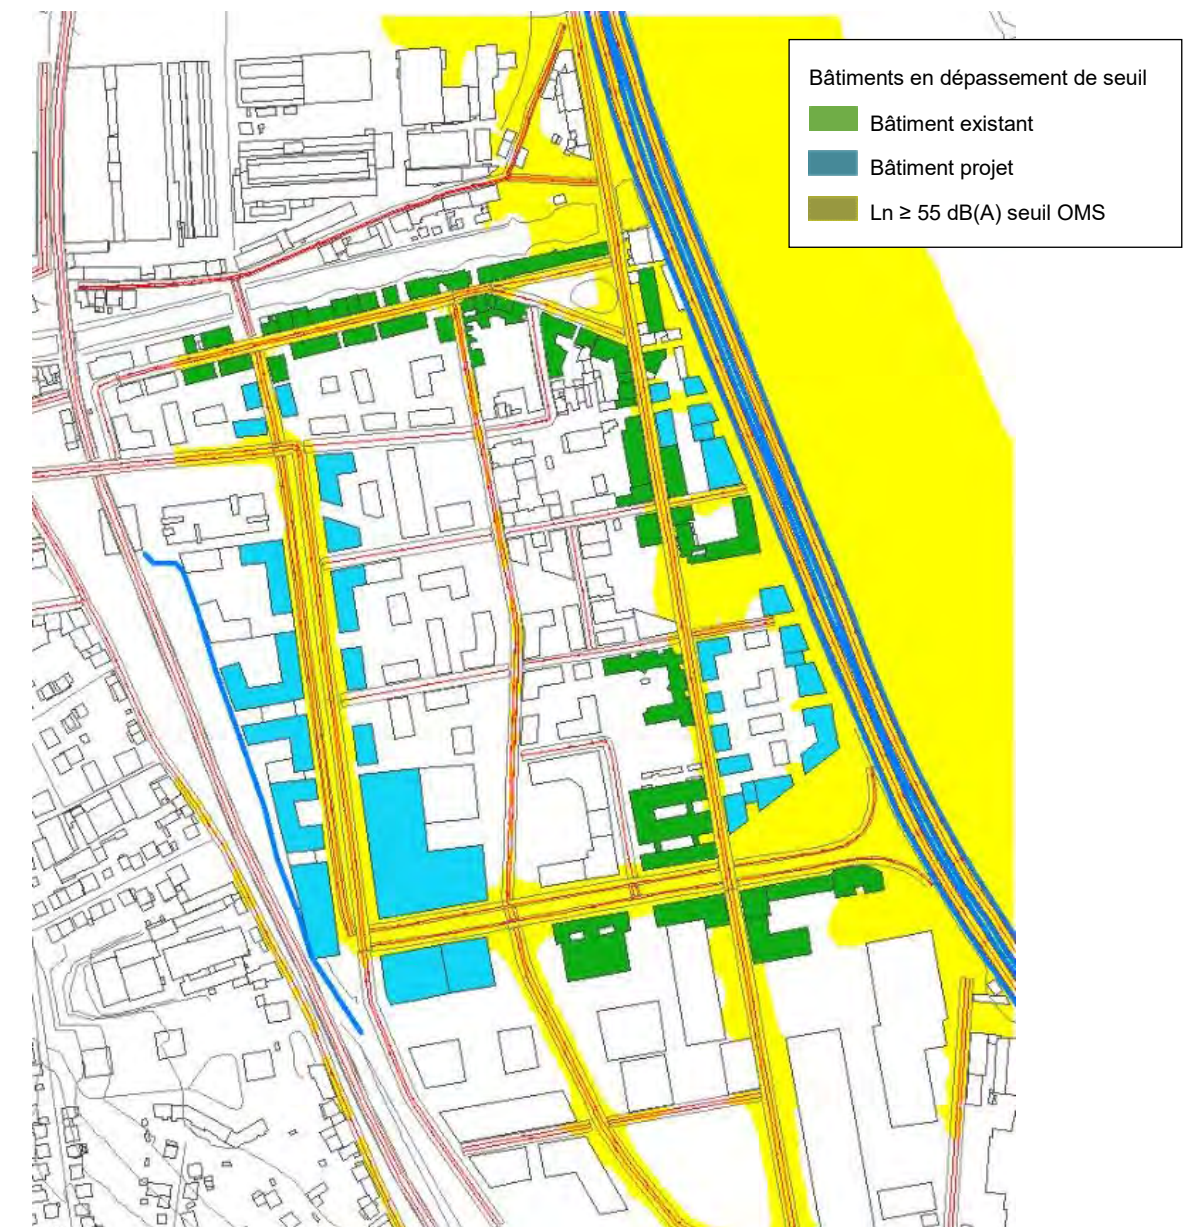 Bâtiments en dépassement de seuil
Bâtiment existant
Bâtiment projet
Ln ≥ 55 dB(A) seuil OMS